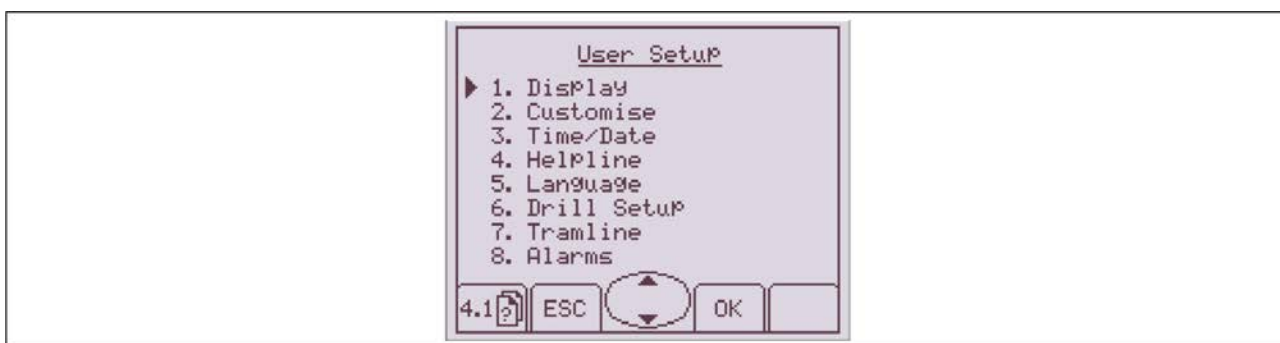 User Setup
1. Display
2. Customise
3. Time/Date
4. Helpline
5. Language
6. Drill Setup
7. Tramline
8. Alarms
4.1 ? ESC OK